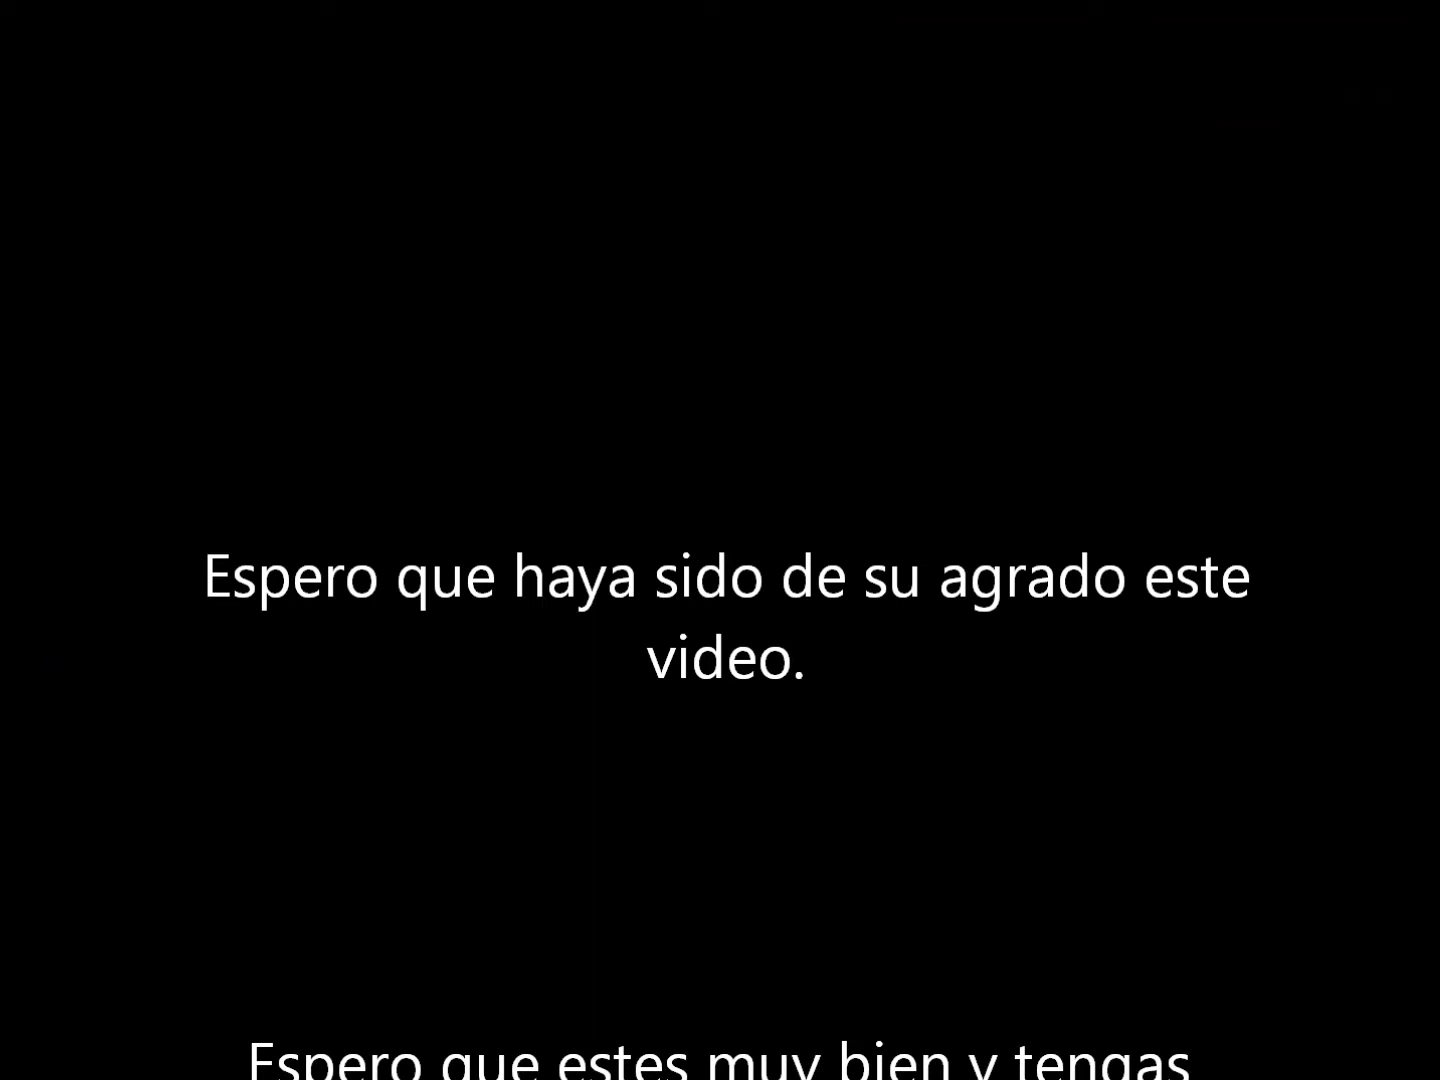 Espero que haya sido de su agrado este
video.
Espero que estes muy bien y tengas